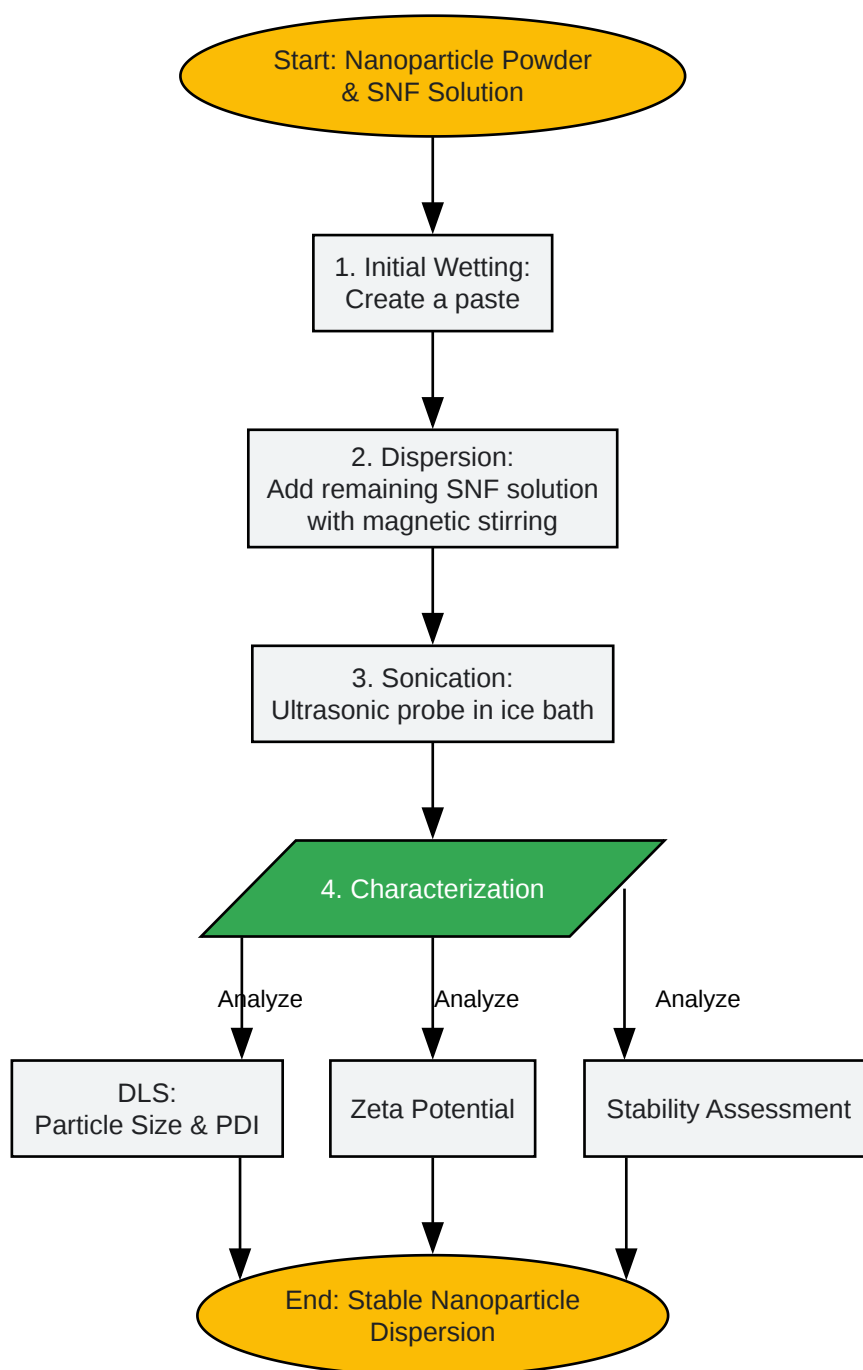 Start: Nanoparticle Powder
& SNF Solution
1. Initial Wetting:
Create a paste
2. Dispersion:
Add remaining SNF solution
with magnetic stirring
3. Sonication:
Ultrasonic probe in ice bath
4. Characterization
Analyze
Analyze
Analyze
DLS:
Particle Size & PDI
Zeta Potential
Stability Assessment
End: Stable Nanoparticle
Dispersion